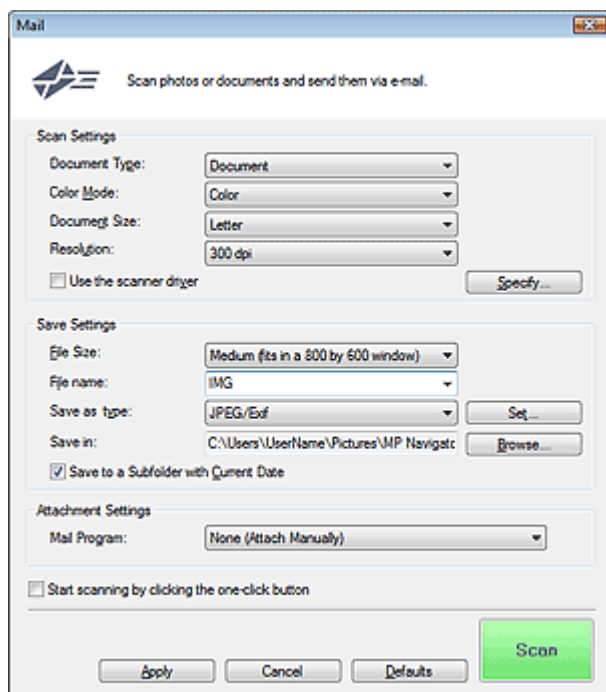 Mail
Scan photos or documents and send them via e-mail.
Scan Settings
Document Type: Document
Color Mode: Color
Document Size: Letter
Resolution: 300 dpi
Use the scanner driver Specify...
Save Settings
File Size: Medium (fits in a 800 by 600 window)
File name: IMG
Save as type: JPEG/Exif Set...
Save in: C:\Users\UserName\Pictures\MP Navigatc Browse...
Save to a Subfolder with Current Date
Attachment Settings
Mail Program: None (Attach Manually)
Start scanning by clicking the one-click button
Scan
Apply Cancel Defaults